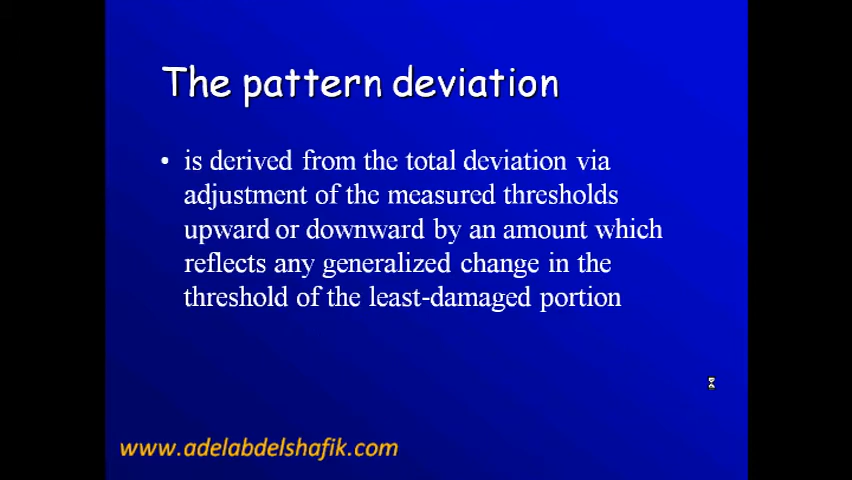 The pattern deviation
• is derived from the total deviation via
adjustment of the measured thresholds
upward or downward by an amount which
reflects any generalized change in the
threshold of the least-damaged portion
www.adelabdelshafik.com